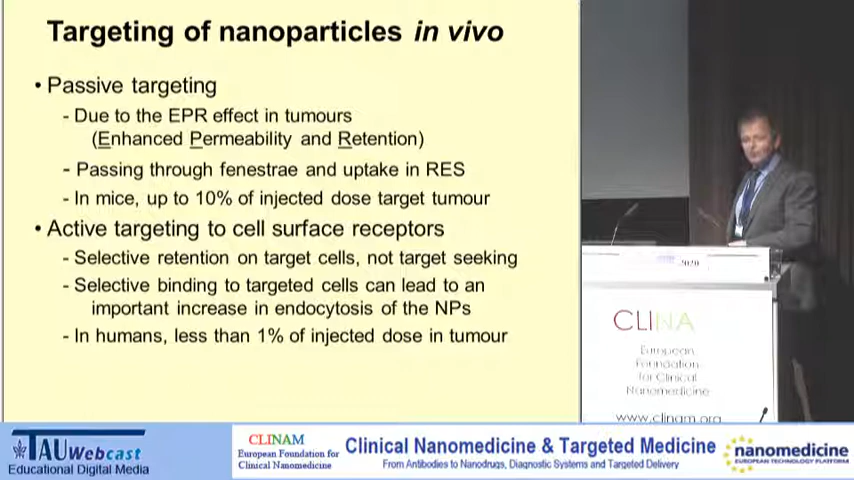 Targeting of nanoparticles in vivo
• Passive targeting
- Due to the EPR effect in tumours
(Enhanced Permeability and Retention)
- Passing through fenestrae and uptake in RES
- In mice, up to 10% of injected dose target tumour
• Active targeting to cell surface receptors
- Selective retention on target cells, not target seeking
- Selective binding to targeted cells can lead to an
important increase in endocytosis of the NPs
- In humans, less than 1% of injected dose in tumour
2020
CLINA
European
Foundation
for Clinical
Nanomedicine
www.clinam.org
TAU Webcast
Educational Digital Media
CLINAM
European Foundation for
Clinical Nanomedicine
Clinical Nanomedicine & Targeted Medicine
From Antibodies to Nanodrugs, Diagnostic Systems and Targeted Delivery
nanomedicine
EUROPEAN TECHNOLOGY PLATFORM